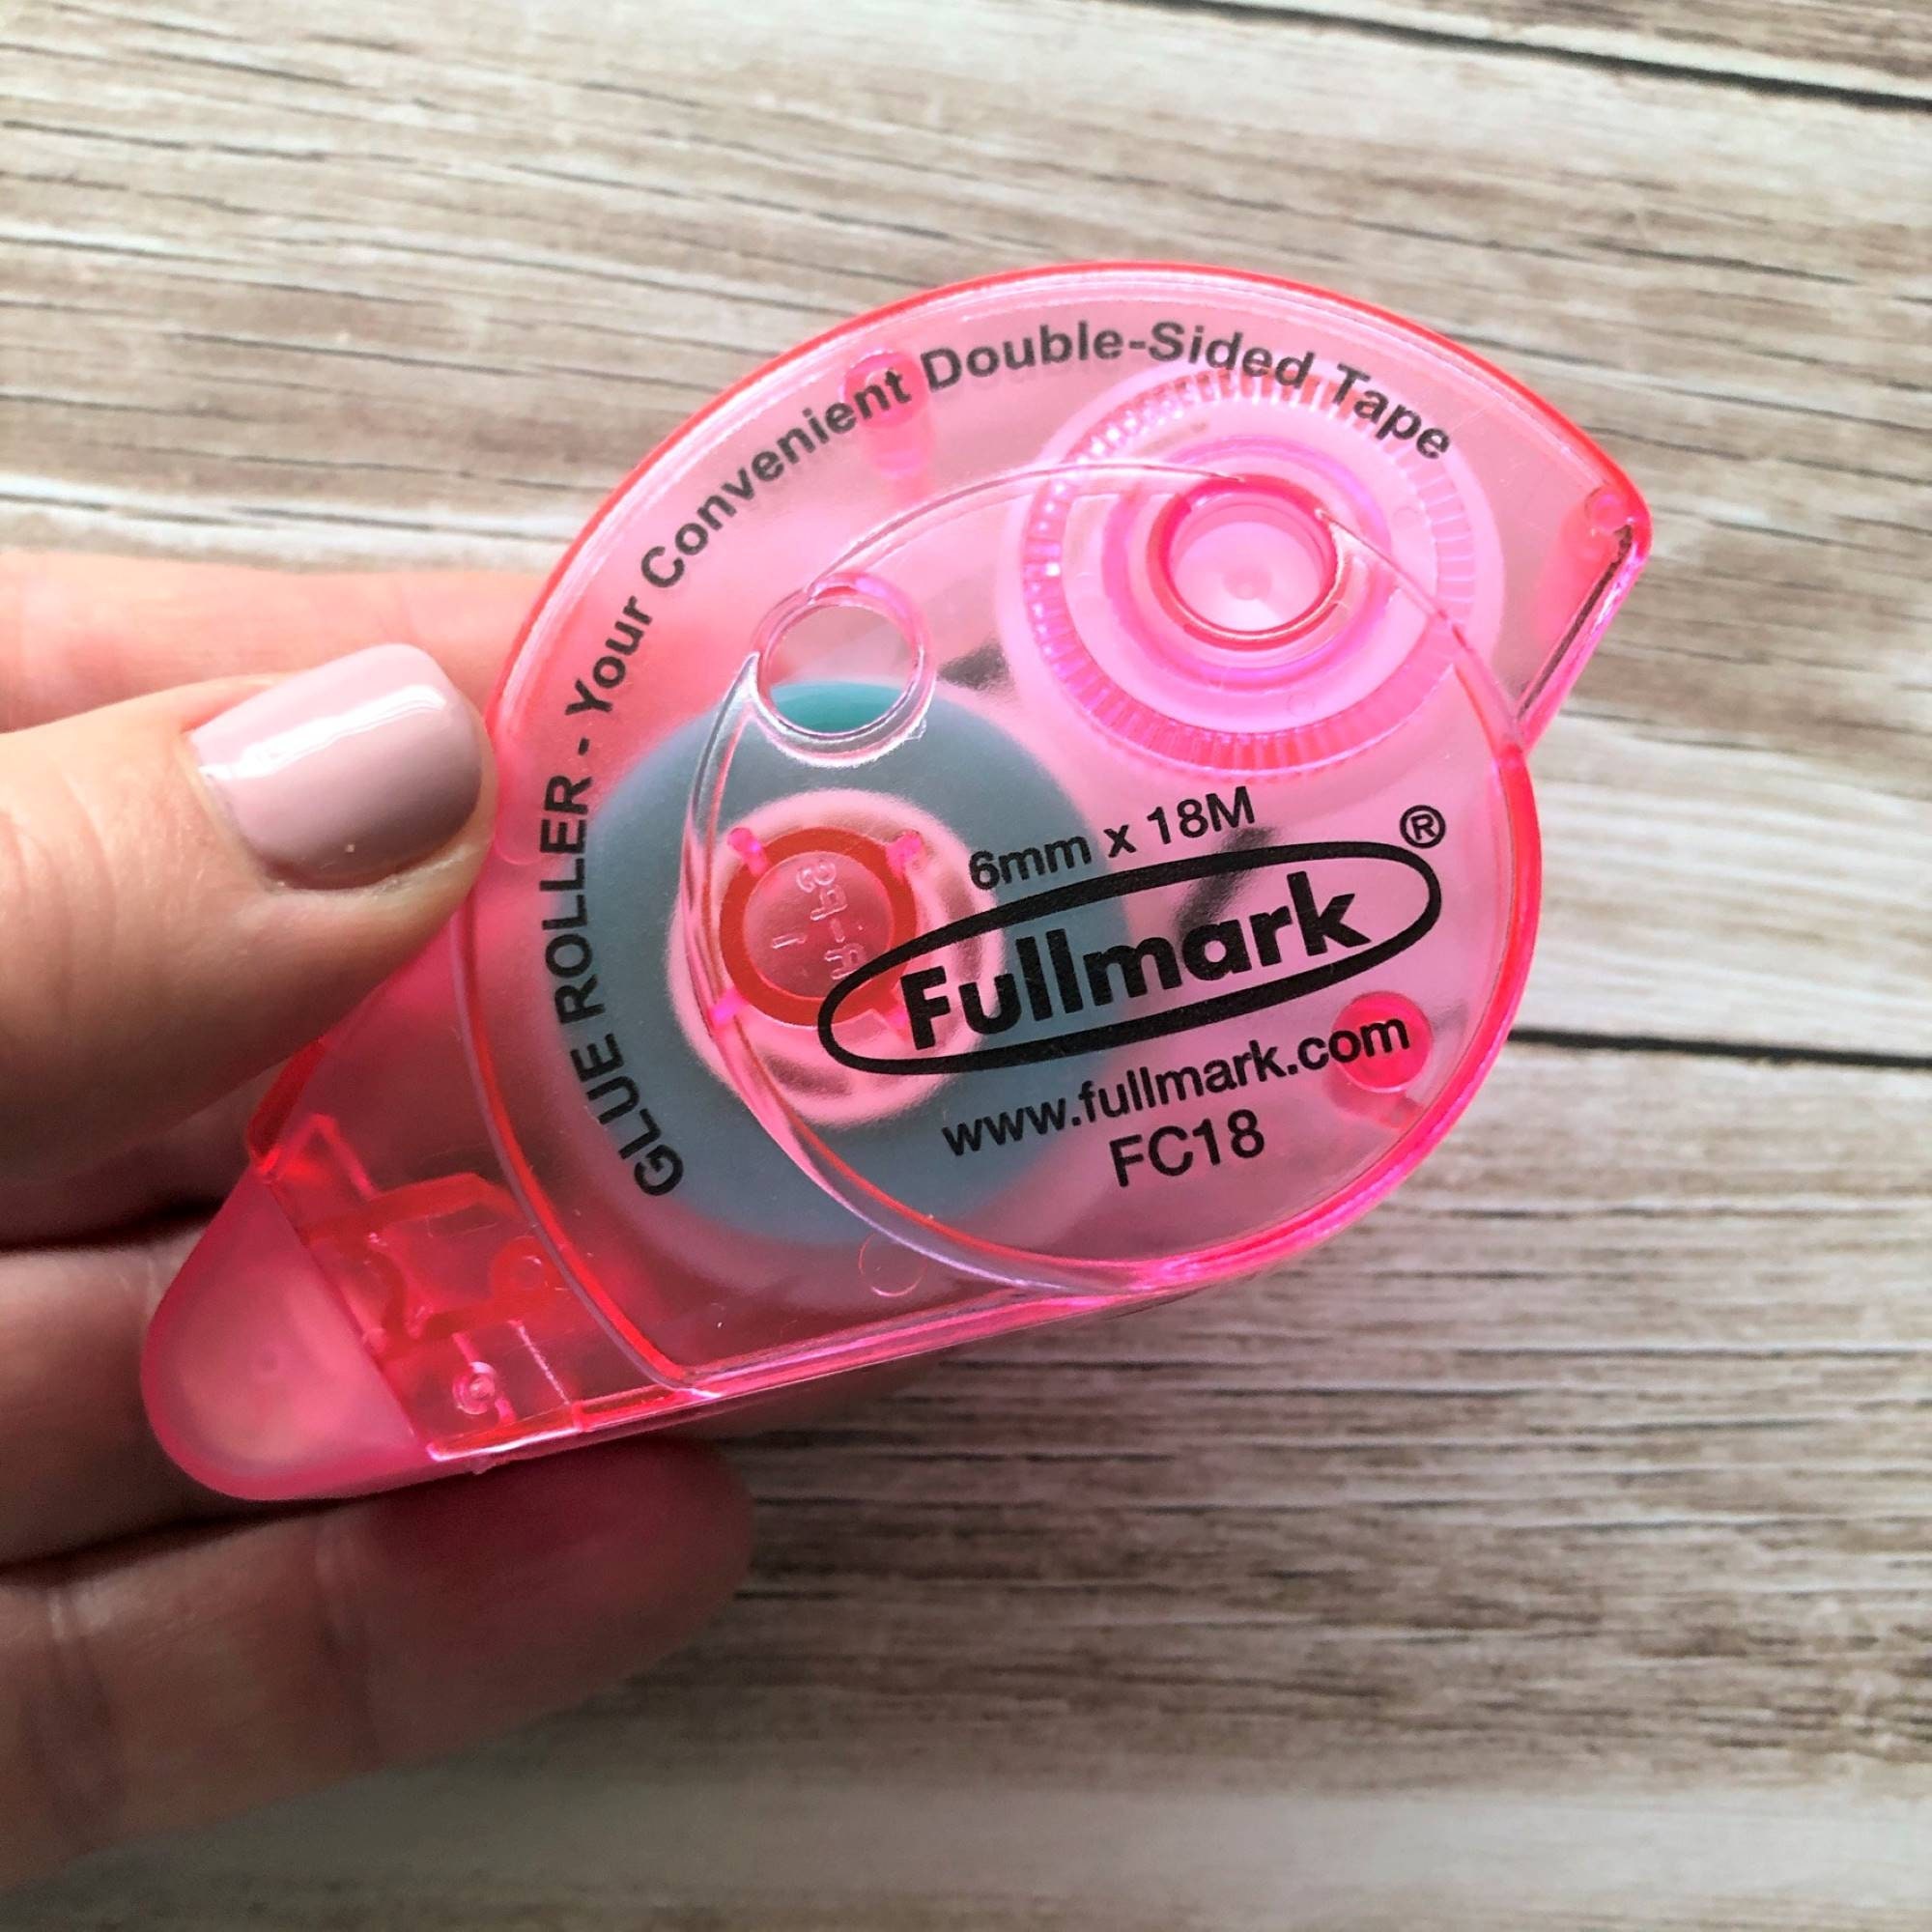 GLUE ROLLER - Your Convenient Double-Sided Tape
6mm x 18M
Fullmark®
www.fullmark.com
FC18